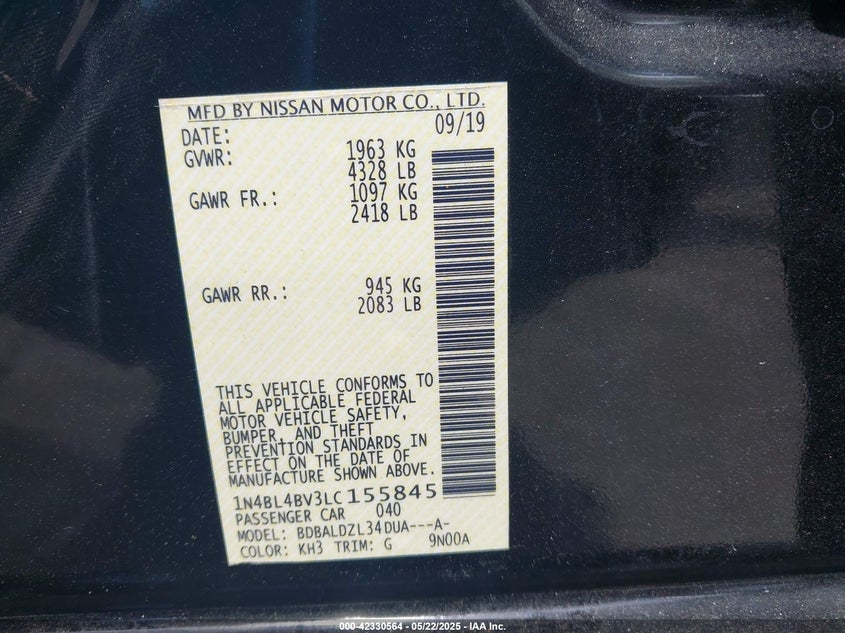 MFD BY NISSAN MOTOR CO., LTD.
DATE: 09/19
GVWR: 1963 KG
4328 LB
GAWR FR.: 1097 KG
2418 LB
GAWR RR.: 945 KG
2083 LB
THIS VEHICLE CONFORMS TO
ALL APPLICABLE FEDERAL
MOTOR VEHICLE SAFETY,
BUMPER, AND THEFT
PREVENTION STANDARDS IN
EFFECT ON THE DATE OF
MANUFACTURE SHOWN ABOVE.
1N4BL4BV3LC155845
PASSENGER CAR 040
MODEL: BDBALDZL34DUA---A-
COLOR: KH3 TRIM: G 9N00A
000-42330564 - 05/22/2025 - IAA Inc.